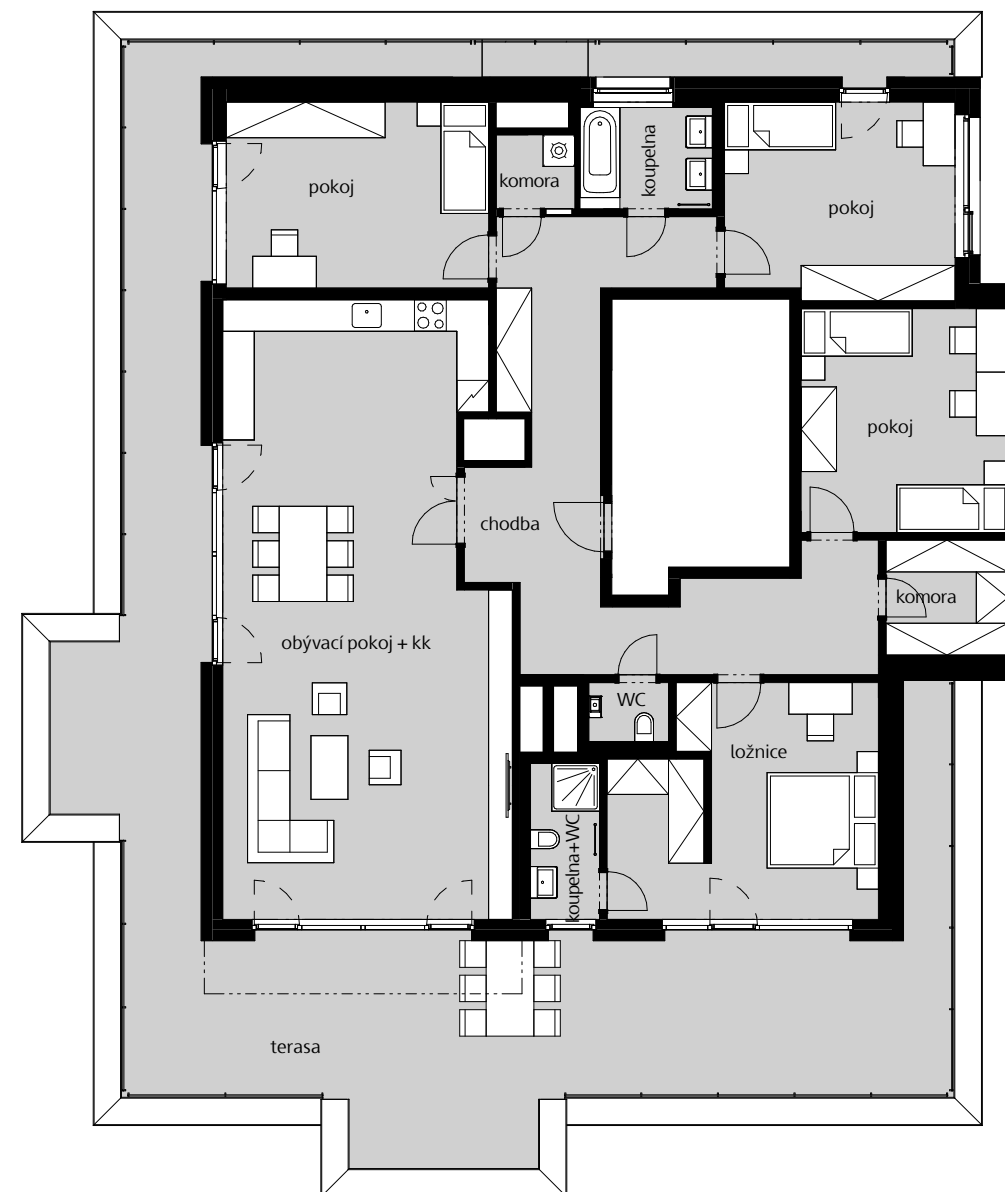 pokoj
komora
koupelna
pokoj
pokoj
chodba
komora
obývací pokoj + kk
WC
ložnice
koupelna+WC
terasa